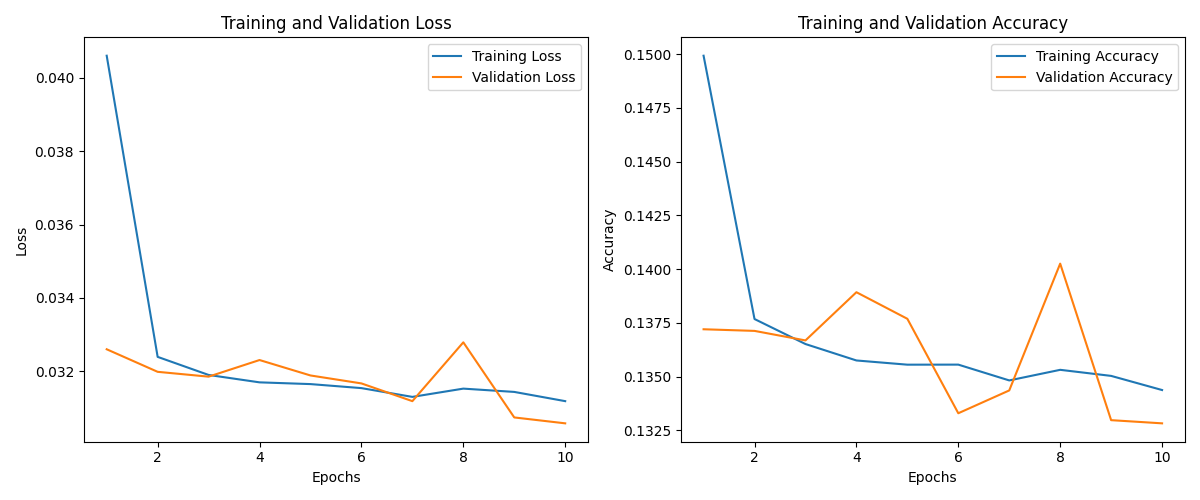 Training and Validation Loss
Training Loss
Validation Loss
0.040
0.038
0.036
0.034
0.032
Loss
2
4
6
8
10
Epochs
Training and Validation Accuracy
Training Accuracy
Validation Accuracy
0.1500
0.1475
0.1450
0.1425
0.1400
0.1375
0.1350
0.1325
Accuracy
2
4
6
8
10
Epochs